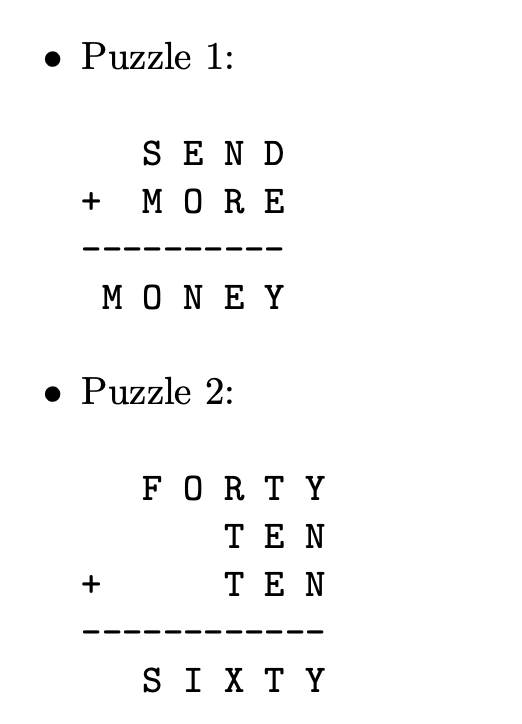 • Puzzle 1:
S E N D
+ M O R E
----------
M O N E Y
• Puzzle 2:
F O R T Y
T E N
+ T E N
------------
S I X T Y